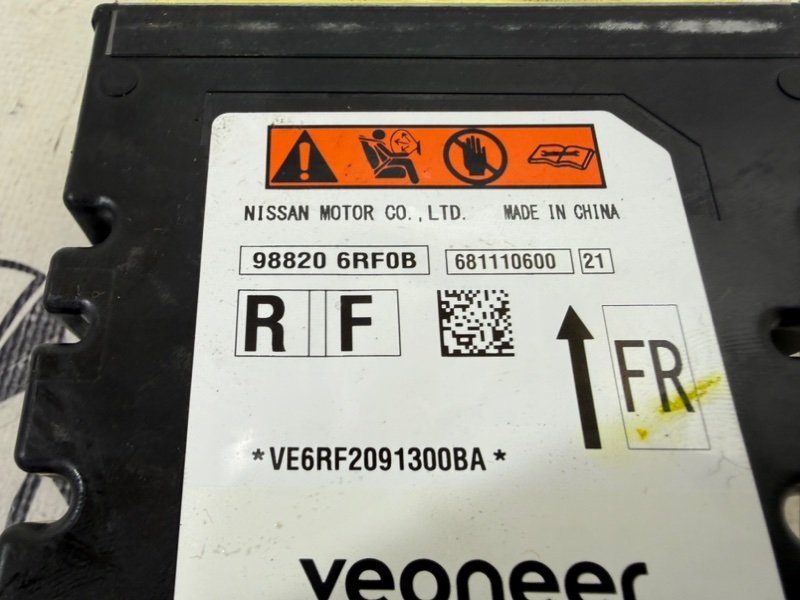 NISSAN MOTOR CO.,LTD. MADE IN CHINA
98820 6RF0B 681110600 21
R F
FR
*VE6RF2091300BA*
veoneer